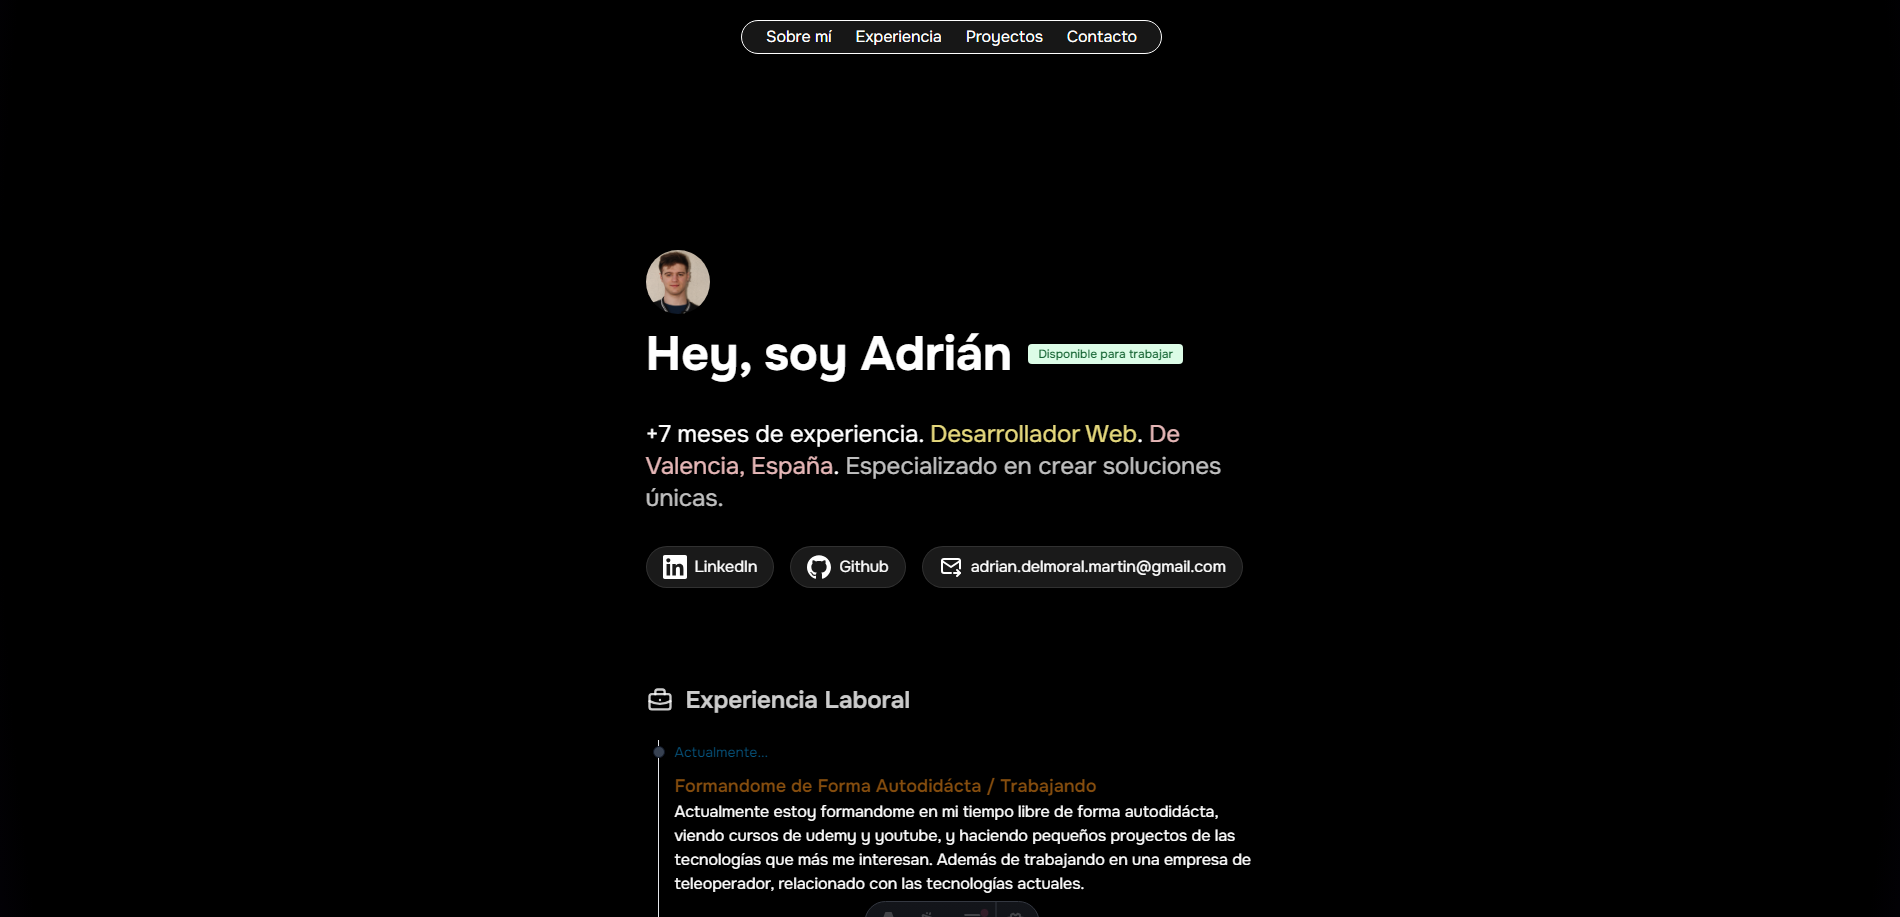 Sobre mí Experiencia Proyectos Contacto
Hey, soy Adrián Disponible para trabajar
+7 meses de experiencia. Desarrollador Web. De
Valencia, España. Especializado en crear soluciones
únicas.
LinkedIn Github adrian.delmoral.martin@gmail.com
Experiencia Laboral
Actualmente...
Formandome de Forma Autodidácta / Trabajando
Actualmente estoy formandome en mi tiempo libre de forma autodidácta,
viendo cursos de udemy y youtube, y haciendo pequeños proyectos de las
tecnologías que más me interesan. Además de trabajando en una empresa de
teleoperador, relacionado con las tecnologías actuales.